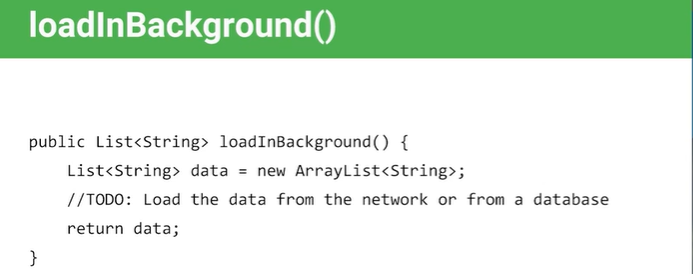 loadInBackground()
public List<String> loadInBackground() {
    List<String> data = new ArrayList<String>;
    //TODO: Load the data from the network or from a database
    return data;
}